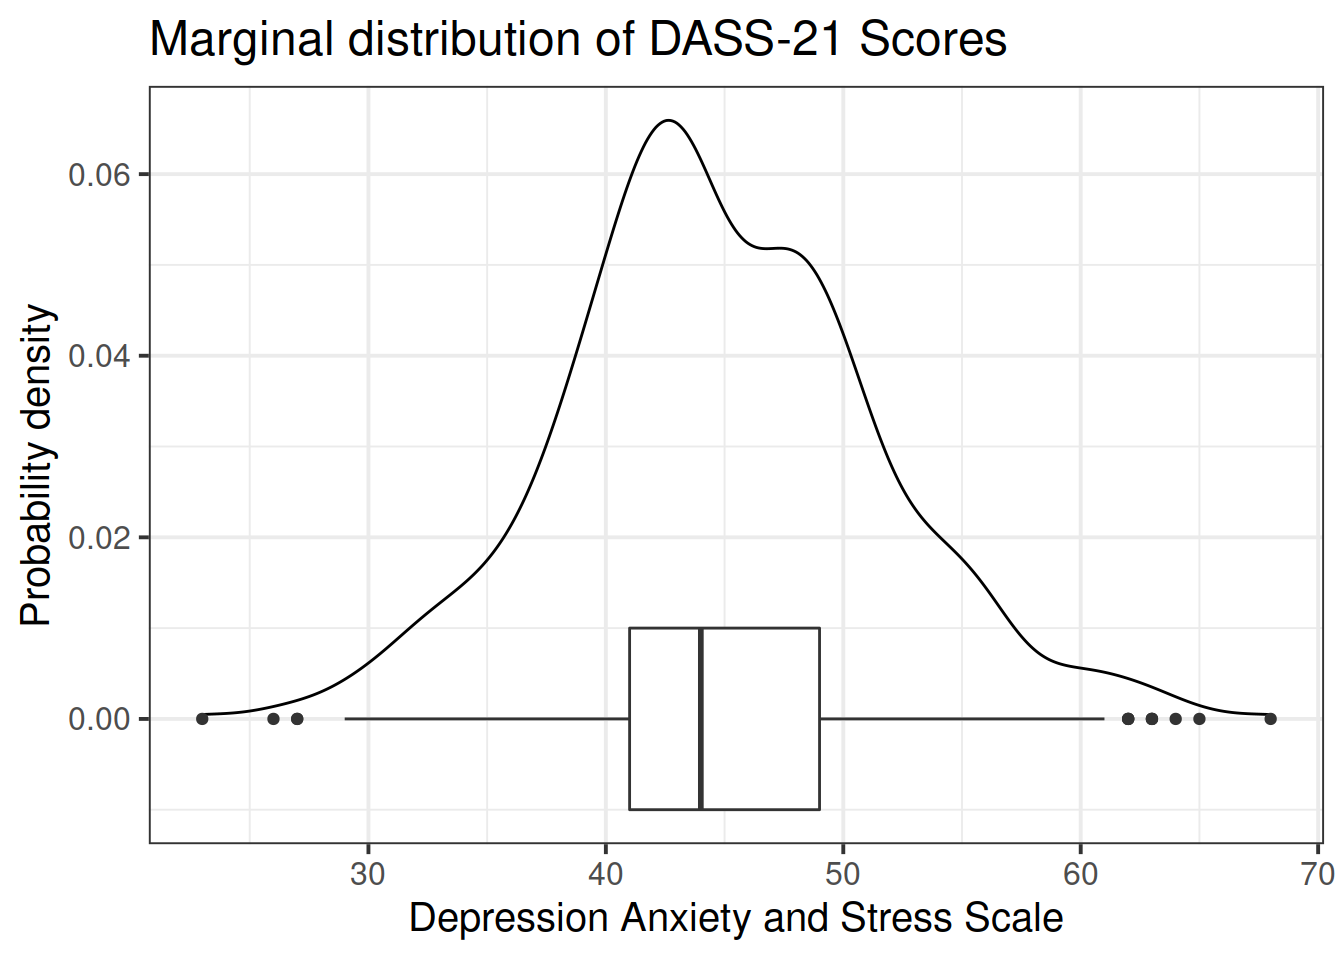 Marginal distribution of DASS-21 Scores
Probability density
0.06
0.04
0.02
0.00
30 40 50 60 70
Depression Anxiety and Stress Scale